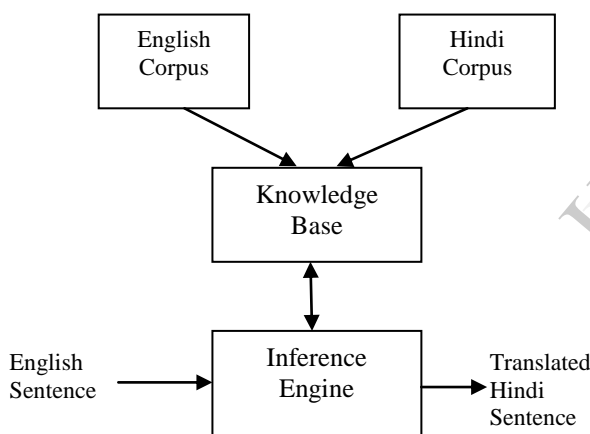 English
Corpus
Hindi
Corpus
Knowledge
Base
English
Sentence
Inference
Engine
Translated
Hindi
Sentence